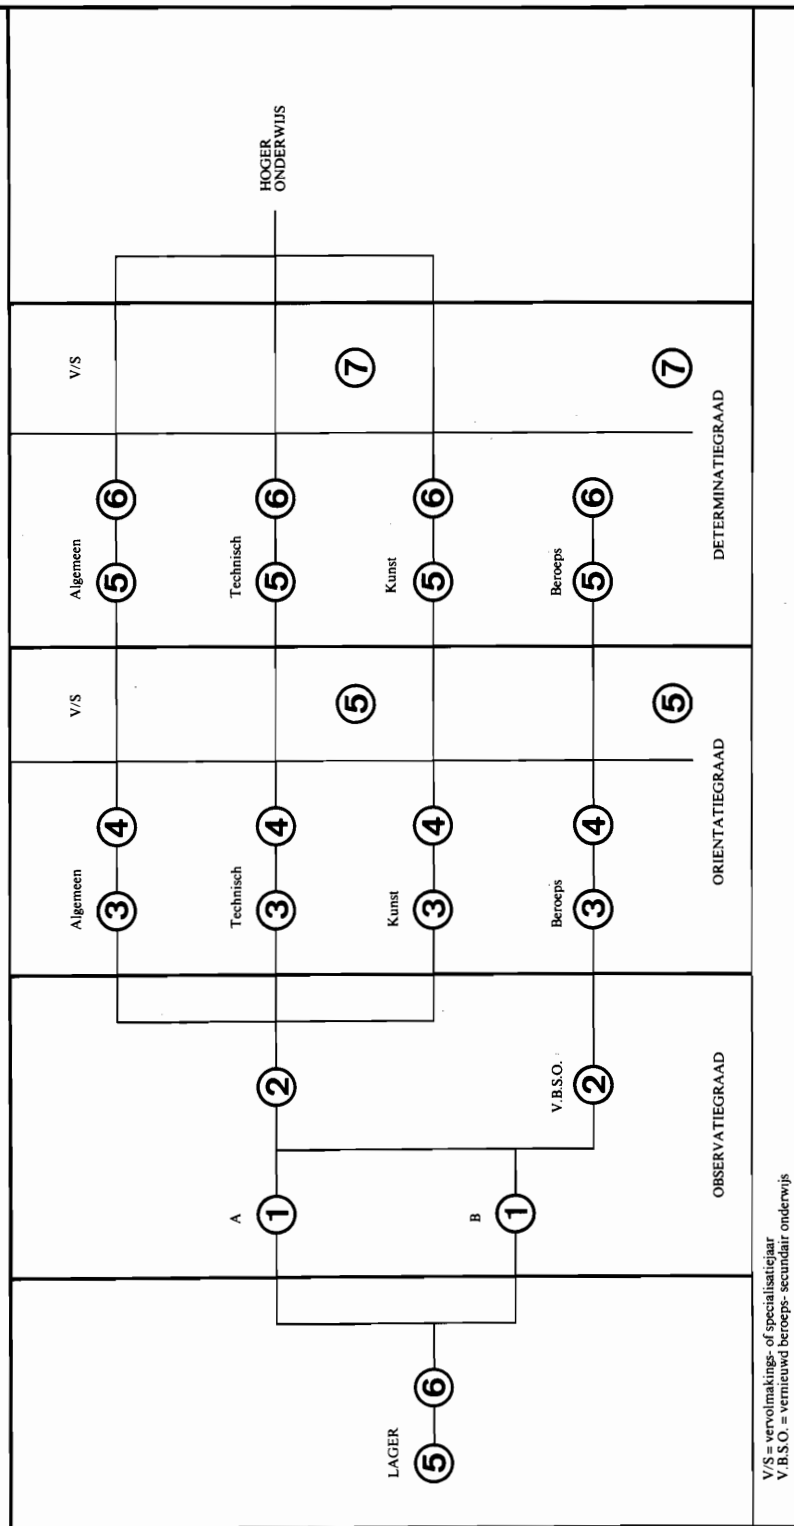 LAGER
5
6
A
1
B
1
2
V.B.S.O.
2
OBSERVATIEGRAAD
Algemeen
3
4
Technisch
3
4
Kunst
3
4
Beroeps
3
4
V/S
5
5
ORIENTATIEGRAAD
Algemeen
5
6
Technisch
5
6
Kunst
5
6
Beroeps
5
6
V/S
7
7
DETERMINATIEGRAAD
HOGER
ONDERWIJS
V/S = vervolmakings- of specialisatiejaar
V.B.S.O. = vernieuwd beroeps- secundair onderwijs